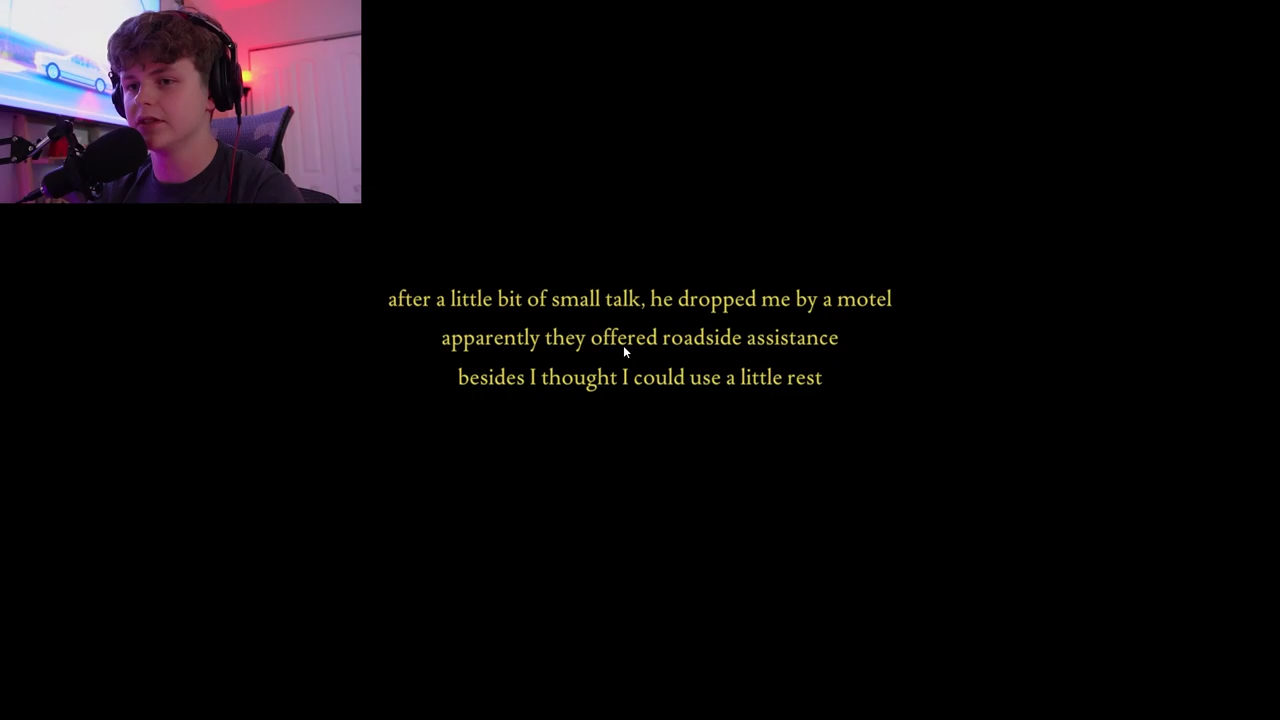 after a little bit of small talk, he dropped me by a motel
apparently they offered roadside assistance
besides I thought I could use a little rest